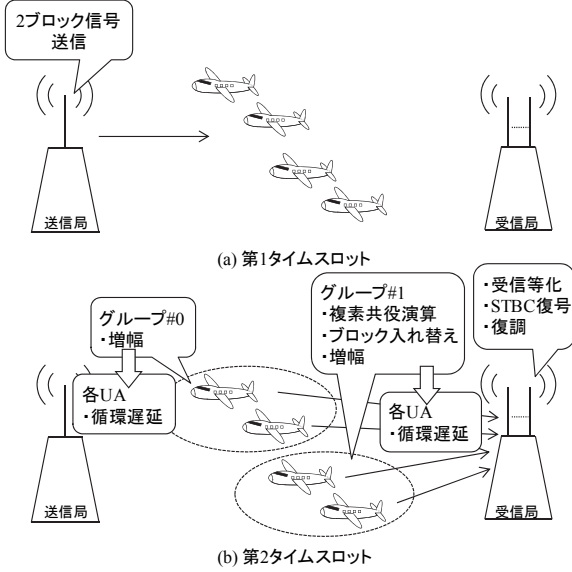 2ブロック信号
送信
送信局
受信局
(a) 第1タイムスロット
グループ#0
・増幅
各UA
・循環遅延
グループ#1
・複素共役演算
・ブロック入れ替え
・増幅
各UA
・循環遅延
・受信等化
・STBC復号
・復調
送信局
受信局
(b) 第2タイムスロット